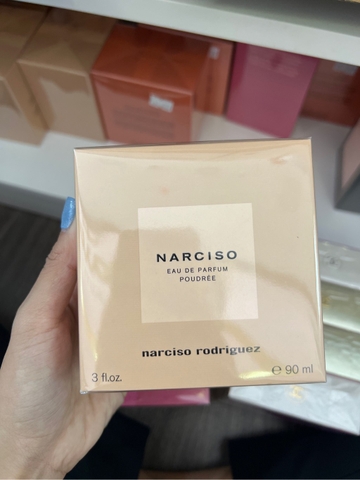 NARCISO
EAU DE PARFUM
POUDRÉE
narciso rodriguez
3 fl.oz.
℮ 90 ml